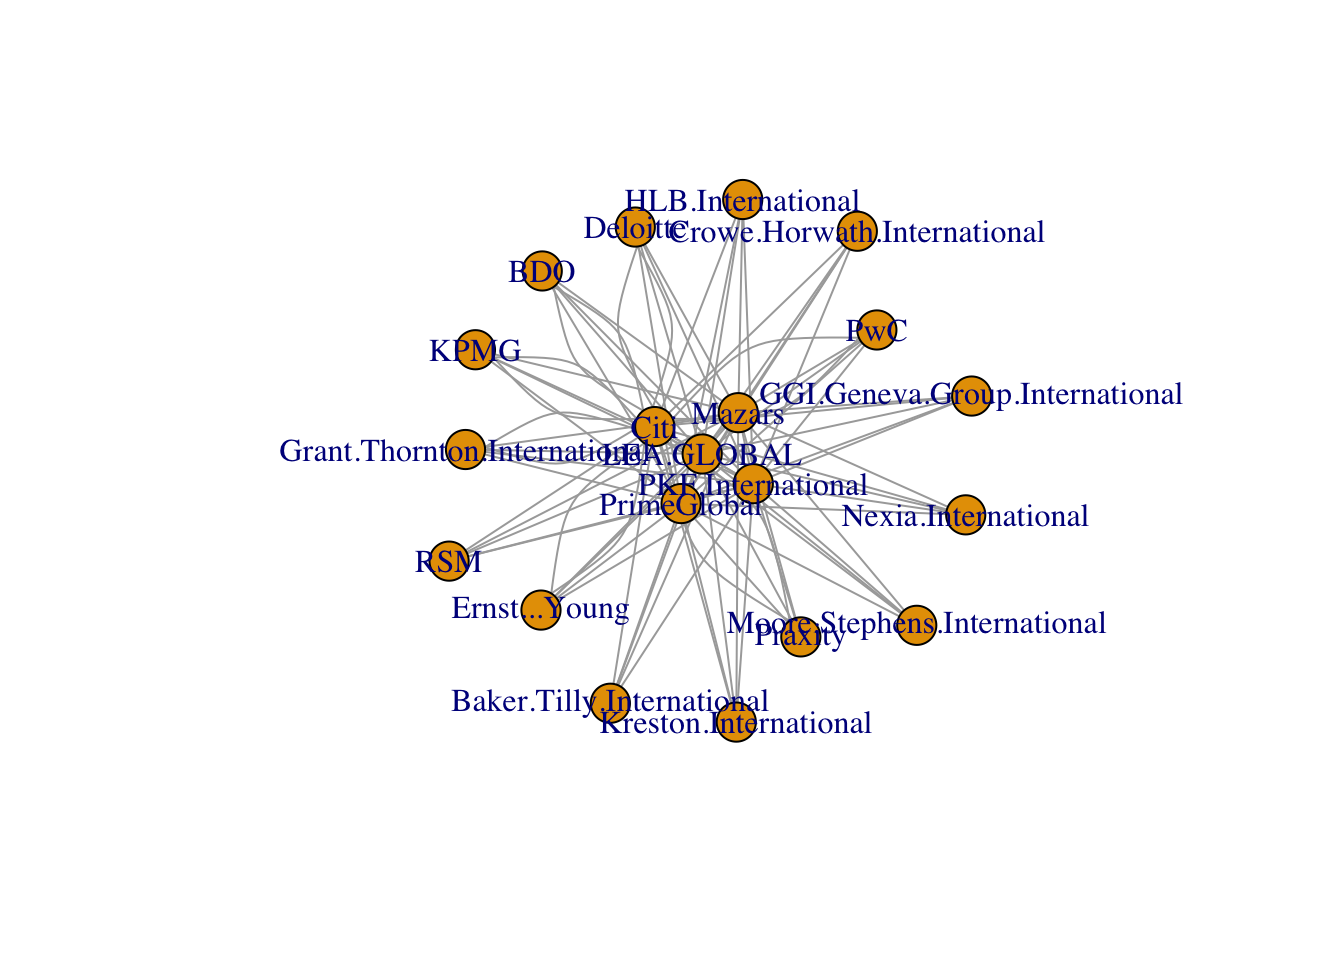 HLB.International
Deloitte
Crowe.Horwath.International
BDO
PwC
KPMG
GGI.Geneva.Group.International
Mazars
Citi
Grant.Thornton.International
LEA.GLOBAL
PKF.International
PrimeGlobal
Nexia.International
RSM
Ernst...Young
Moore.Stephens.International
Praxity
Baker.Tilly.International
Kreston.International